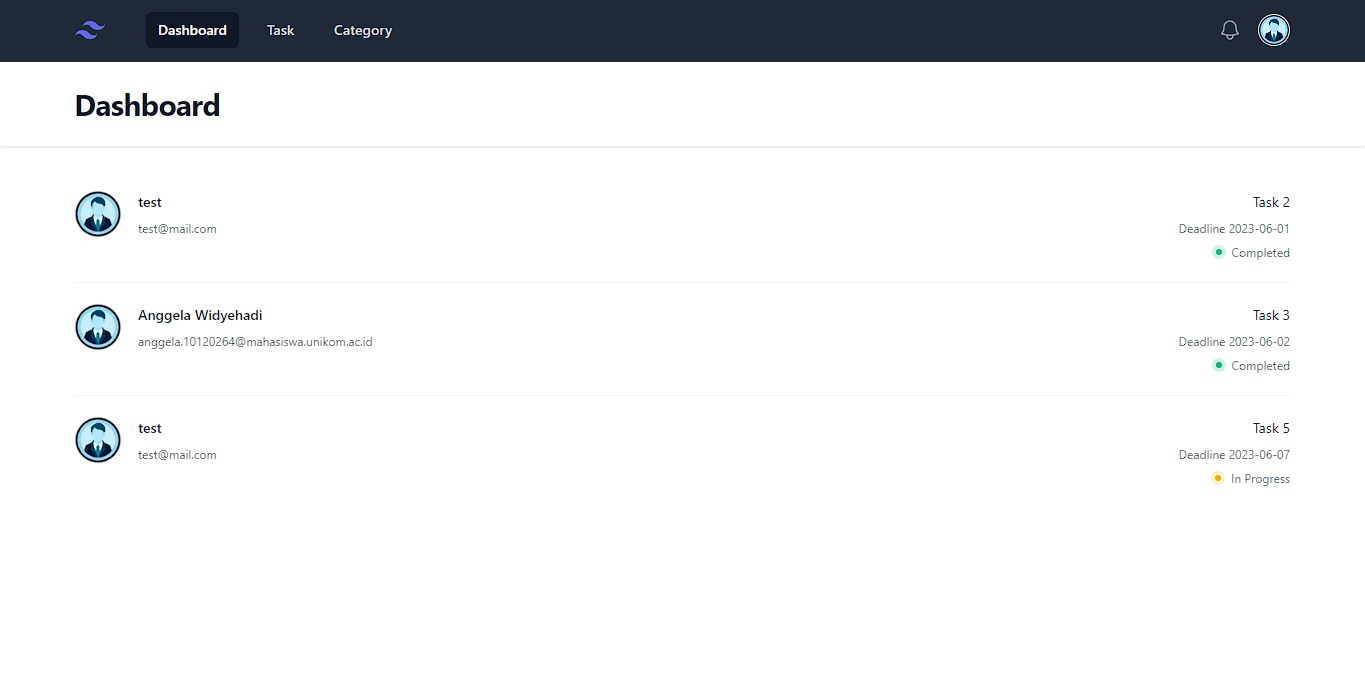 Dashboard Task Category
Dashboard
test Task 2
test@mail.com Deadline 2023-06-01
Completed
Anggela Widyehadi Task 3
anggela.10120264@mahasiswa.unikom.ac.id Deadline 2023-06-02
Completed
test Task 5
test@mail.com Deadline 2023-06-07
In Progress